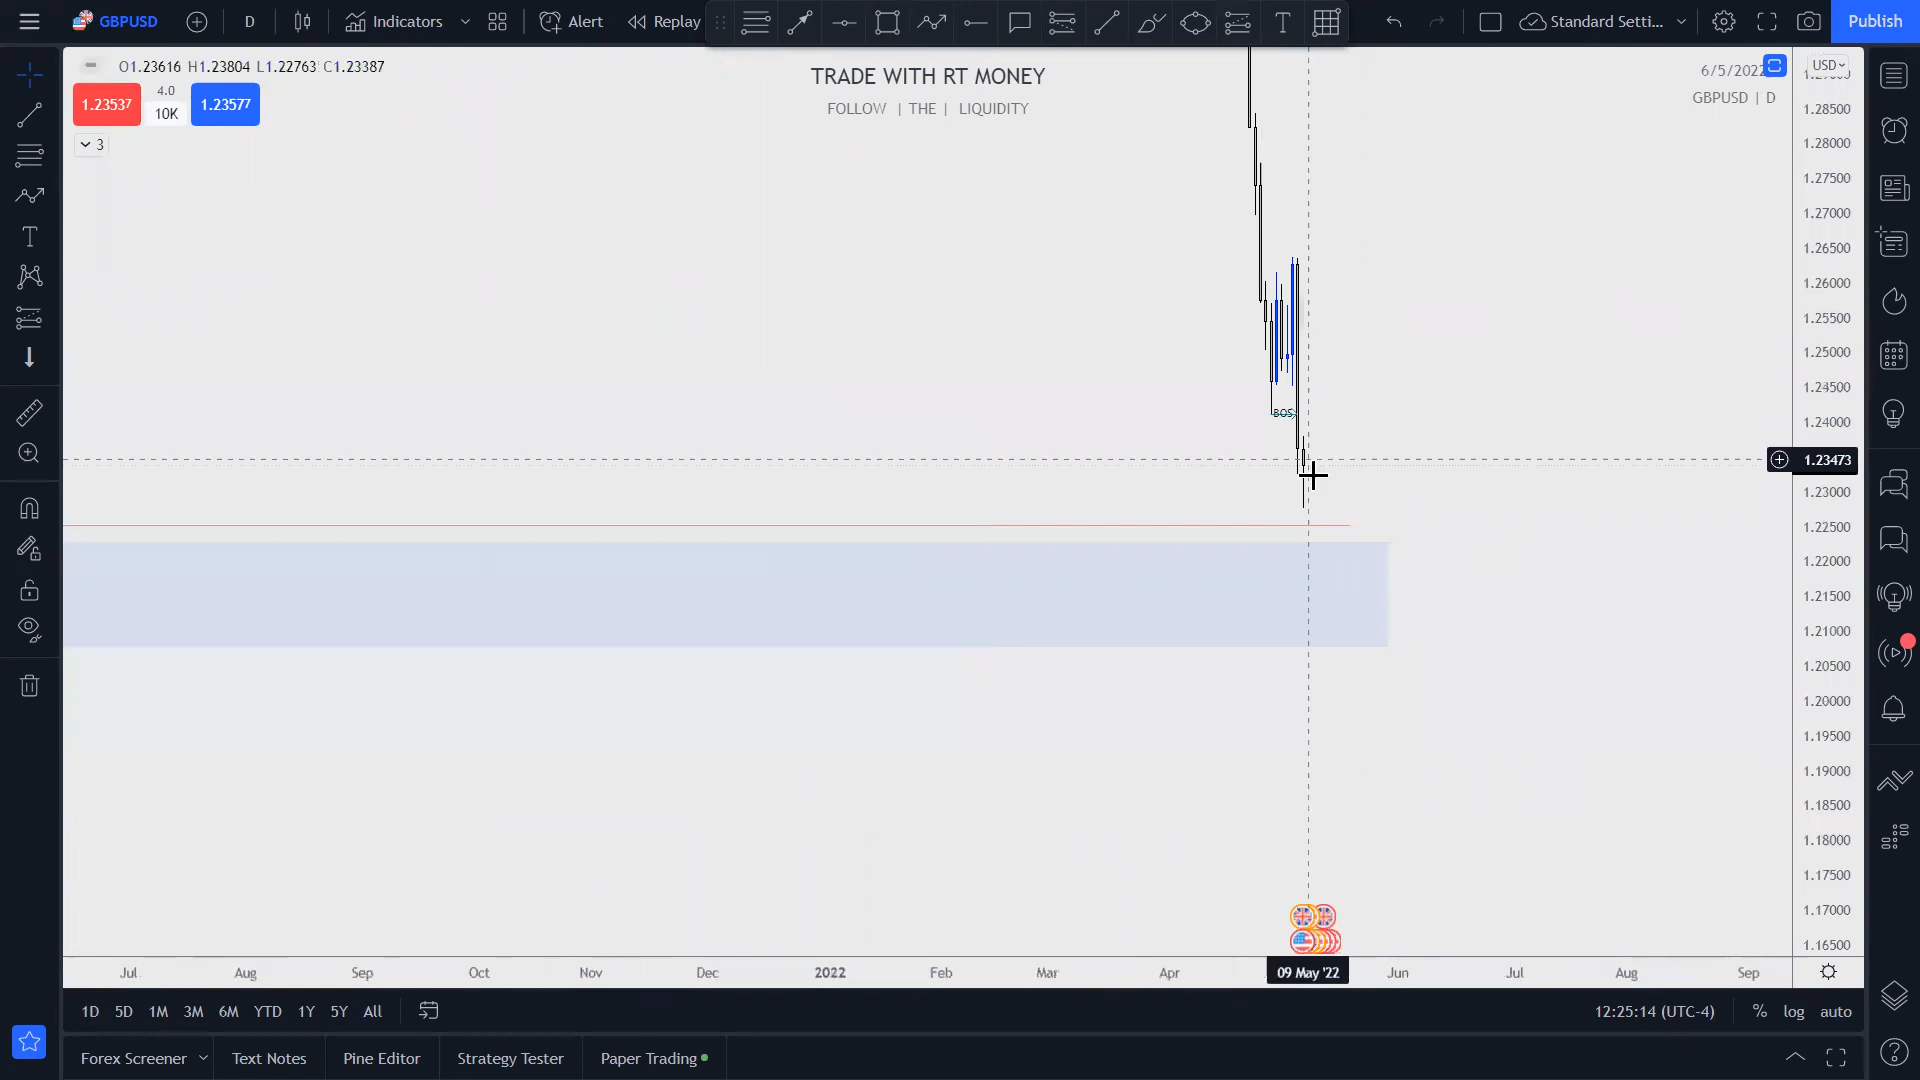 GBPUSD D Indicators Alert Replay Standard Setti... Publish
O1.23616 H1.23804 L1.22763 C1.23387
TRADE WITH RT MONEY
FOLLOW | THE | LIQUIDITY
6/5/2022
GBPUSD | D
USD
1.23537 4.0 10K 1.23577
3
BOS
1.28500
1.28000
1.27500
1.27000
1.26500
1.26000
1.25500
1.25000
1.24500
1.24000
1.23473
1.23000
1.22500
1.22000
1.21500
1.21000
1.20500
1.20000
1.19500
1.19000
1.18500
1.18000
1.17500
1.17000
1.16500
Jul Aug Sep Oct Nov Dec 2022 Feb Mar Apr 09 May '22 Jun Jul Aug Sep
1D 5D 1M 3M 6M YTD 1Y 5Y All 12:25:14 (UTC-4) % log auto
Forex Screener Text Notes Pine Editor Strategy Tester Paper Trading